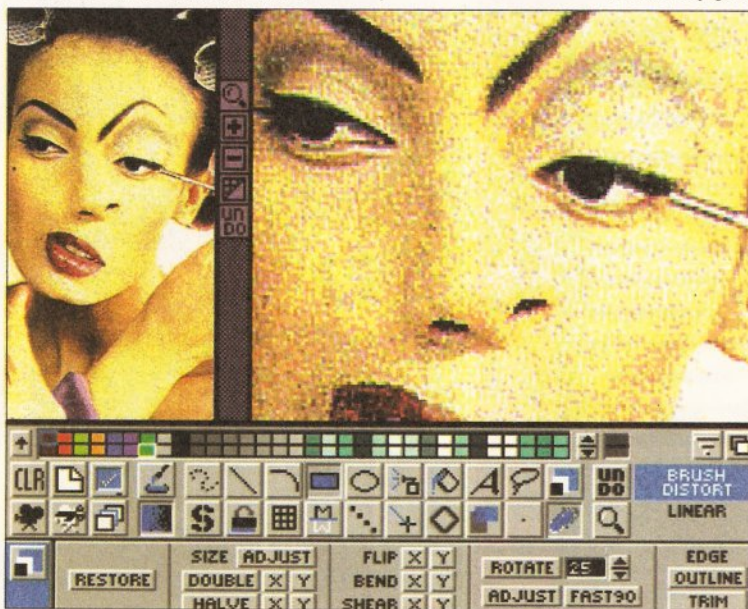 UN
DO
CLR
UN
DO
BRUSH
DISTORT
LINEAR
RESTORE
SIZE ADJUST
DOUBLE X Y
HALVE X Y
FLIP X Y
BEND X Y
SHEAR X Y
ROTATE 25
ADJUST FAST90
EDGE
OUTLINE
TRIM